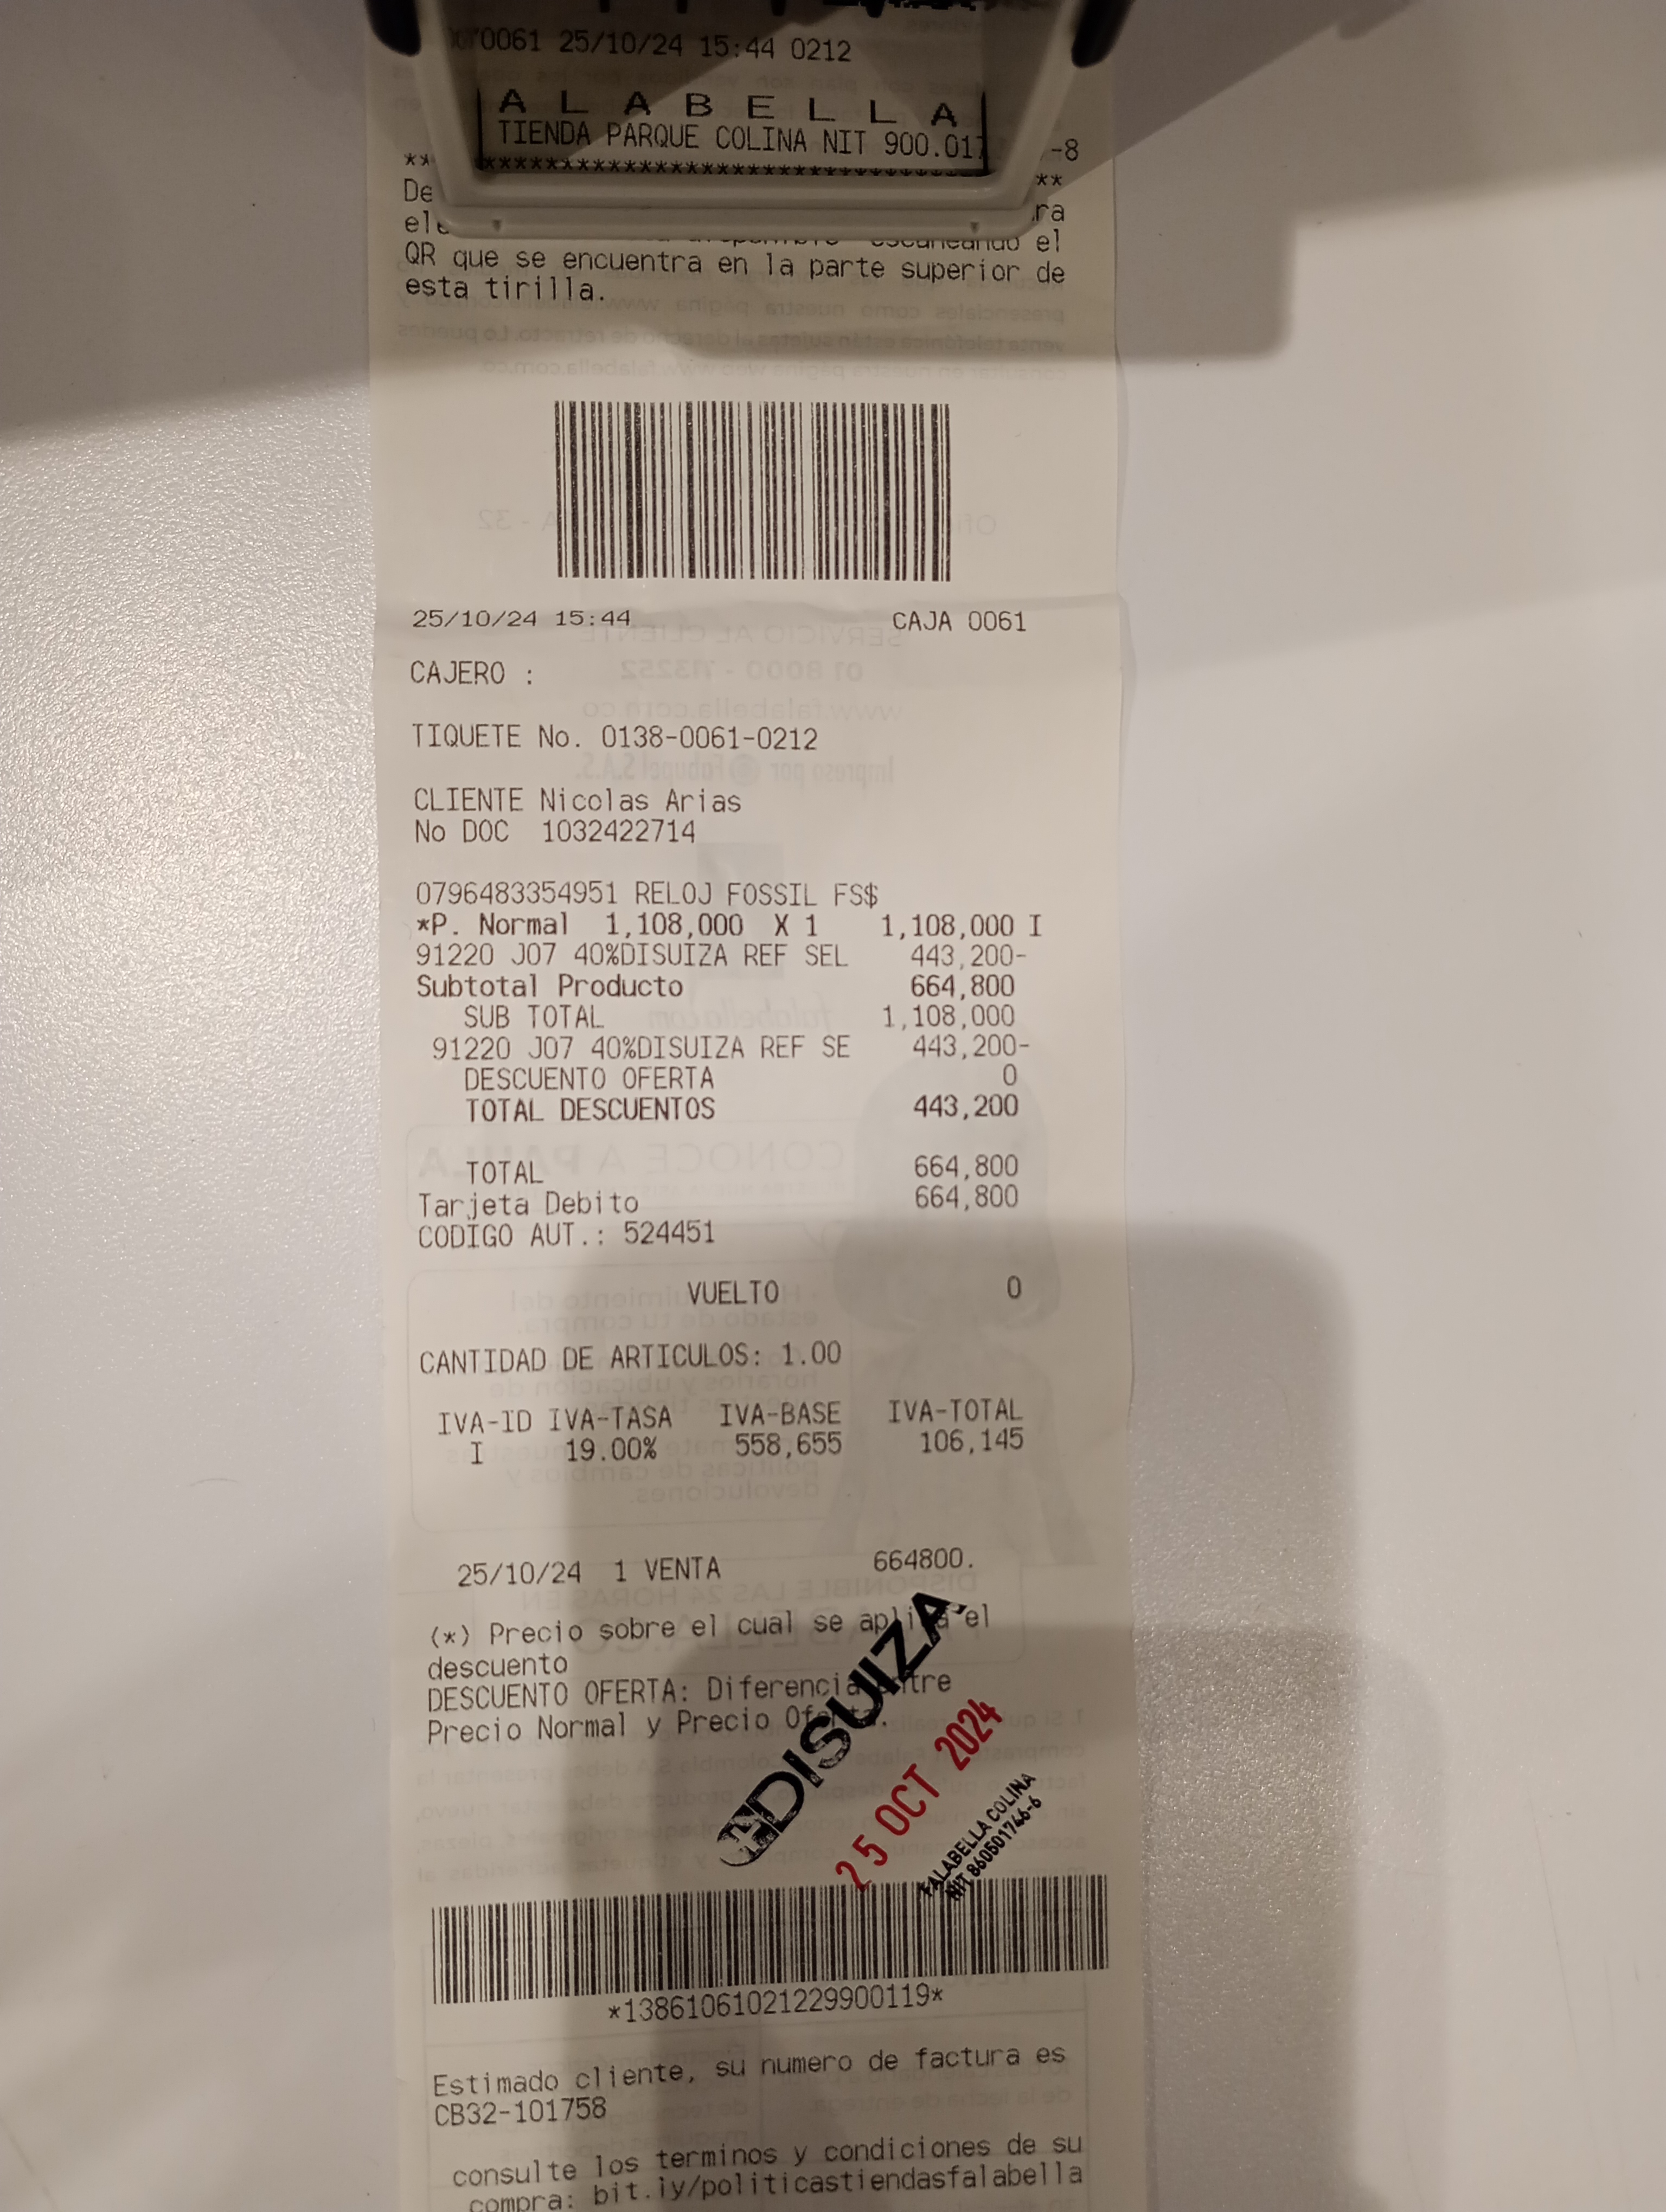 0061 25/10/24 15:44 0212
A L A B E L L A
TIENDA PARQUE COLINA NIT 900.01 -8
** **
QR que se encuentra en la parte superior de
esta tirilla.
25/10/24 15:44 CAJA 0061
CAJERO :
TIQUETE No. 0138-0061-0212
CLIENTE Nicolas Arias
No DOC 1032422714
0796483354951 RELOJ FOSSIL FS$
*P. Normal 1,108,000 X 1 1,108,000 I
91220 J07 40%DISUIZA REF SEL 443,200-
Subtotal Producto 664,800
SUB TOTAL 1,108,000
91220 J07 40%DISUIZA REF SE 443,200-
DESCUENTO OFERTA 0
TOTAL DESCUENTOS 443,200
TOTAL 664,800
Tarjeta Debito 664,800
CODIGO AUT.: 524451
VUELTO 0
CANTIDAD DE ARTICULOS: 1.00
IVA-ID IVA-TASA IVA-BASE IVA-TOTAL
I 19.00% 558,655 106,145
25/10/24 1 VENTA 664800.
(*) Precio sobre el cual se aplica el
descuento
DESCUENTO OFERTA: Diferencia entre
Precio Normal y Precio Oferta.
DISUIZA
25 OCT 2024
FALABELLA COLINA
NIT 860501746-6
*13861061021229900119*
Estimado cliente, su numero de factura es
CB32-101758
consulte los terminos y condiciones de su
compra: bit.ly/politicastiendasfalabella